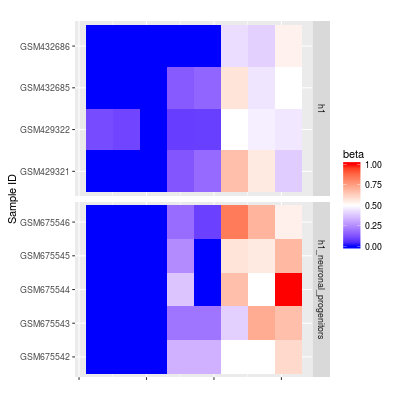 GSM432686
GSM432685
GSM429322
GSM429321
h1
GSM675546
GSM675545
GSM675544
GSM675543
GSM675542
h1_neuronal_progenitors
Sample ID
beta
1.00
0.75
0.50
0.25
0.00